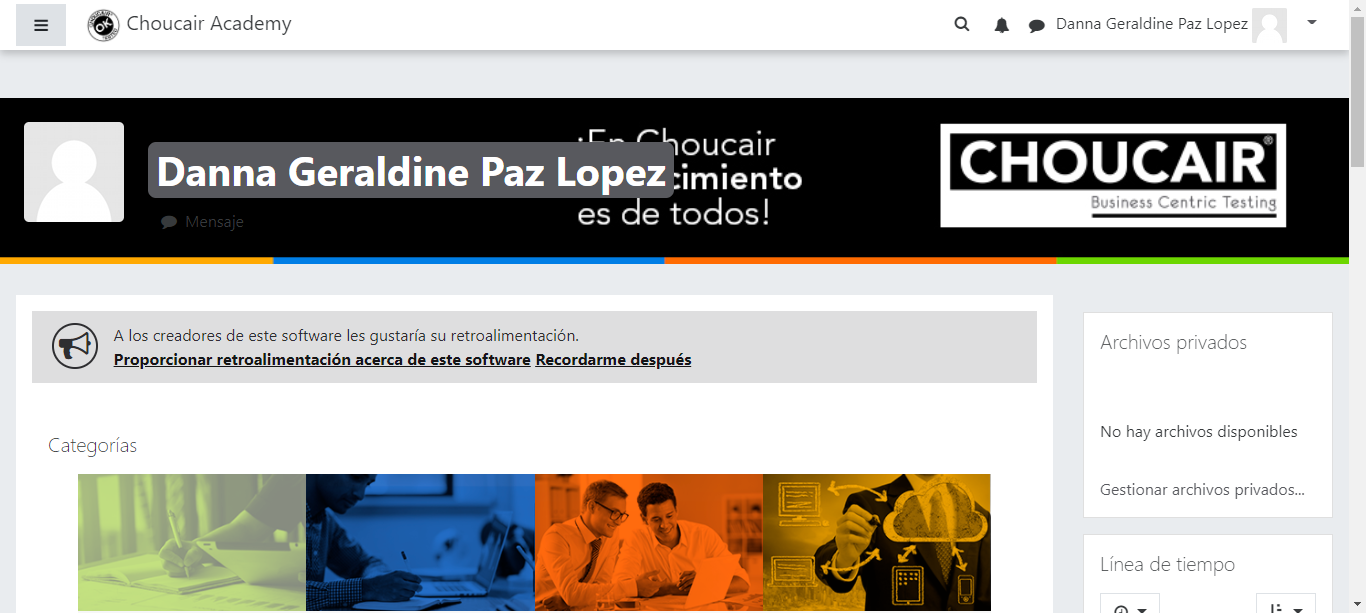 Choucair Academy
Danna Geraldine Paz Lopez
Danna Geraldine Paz Lopez
Mensaje
¡En Choucair
cimiento
es de todos!
CHOUCAIR
Business Centric Testing
A los creadores de este software les gustaría su retroalimentación.
Proporcionar retroalimentación acerca de este software Recordarme después
Categorías
Archivos privados
No hay archivos disponibles
Gestionar archivos privados...
Línea de tiempo